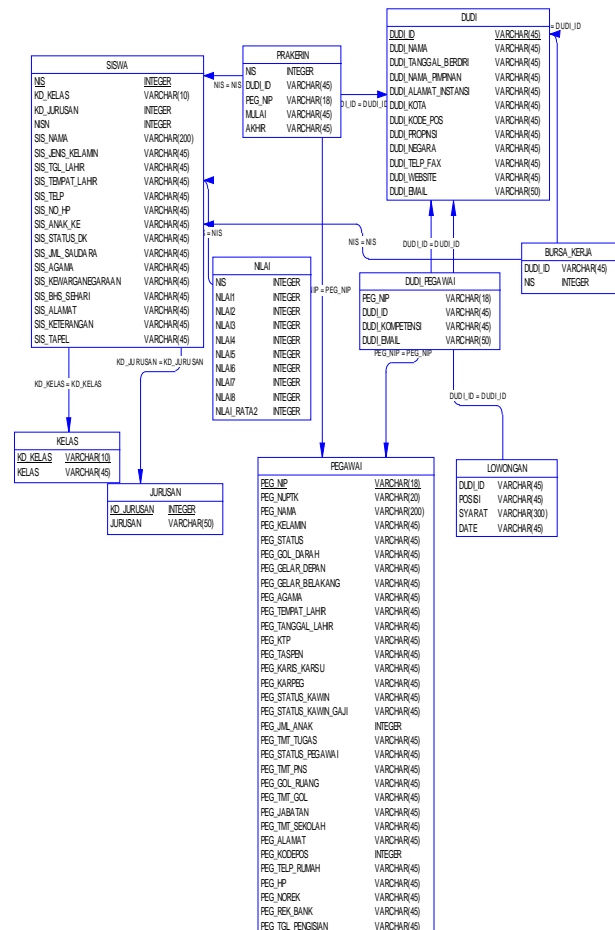 DUDI
DUDI_ID VARCHAR(45)
DUDI_NAMA VARCHAR(45)
DUDI_TANGGAL_BERDIRI VARCHAR(45)
DUDI_NAMA_PIMPINAN VARCHAR(45)
DUDI_ALAMAT_INSTANSI VARCHAR(45)
DUDI_KOTA VARCHAR(45)
DUDI_KODE_POS VARCHAR(45)
DUDI_PROPINSI VARCHAR(45)
DUDI_NEGARA VARCHAR(45)
DUDI_TELP_FAX VARCHAR(45)
DUDI_WEBSITE VARCHAR(45)
DUDI_EMAIL VARCHAR(50)
= DUDI_ID
PRAKERIN
NIS INTEGER
DUDI_ID VARCHAR(45)
PEG_NIP VARCHAR(18)
MULAI VARCHAR(45)
AKHIR VARCHAR(45)
NIS = NIS
DI_ID = DUDI_ID
SISWA
NIS INTEGER
KD_KELAS VARCHAR(10)
KD_JURUSAN INTEGER
NISN INTEGER
SIS_NAMA VARCHAR(200)
SIS_JENIS_KELAMIN VARCHAR(45)
SIS_TGL_LAHIR VARCHAR(45)
SIS_TEMPAT_LAHIR VARCHAR(45)
SIS_TELP VARCHAR(45)
SIS_NO_HP VARCHAR(45)
SIS_ANAK_KE VARCHAR(45)
SIS_STATUS_DK VARCHAR(45)
SIS_JML_SAUDARA VARCHAR(45)
SIS_AGAMA VARCHAR(45)
SIS_KEWARGANEGARAAN VARCHAR(45)
SIS_BHS_SEHARI VARCHAR(45)
SIS_ALAMAT VARCHAR(45)
SIS_KETERANGAN VARCHAR(45)
SIS_TAPEL VARCHAR(45)
S = NIS
NIS = NIS
DUDI_ID = DUDI_ID
BURSA_KERJA
DUDI_ID VARCHAR(45)
NIS INTEGER
NILAI
NIS INTEGER
NILAI1 INTEGER
NILAI2 INTEGER
NILAI3 INTEGER
NILAI4 INTEGER
NILAI5 INTEGER
NILAI6 INTEGER
NILAI7 INTEGER
NILAI8 INTEGER
NILAI_RATA2 INTEGER
NIP = PEG_NIP
DUDI_PEGAWAI
PEG_NIP VARCHAR(18)
DUDI_ID VARCHAR(45)
DUDI_KOMPETENSI VARCHAR(45)
DUDI_EMAIL VARCHAR(50)
PEG_NIP = PEG_NIP
KD_JURUSAN = KD_JURUSAN
KD_KELAS = KD_KELAS
DUDI_ID = DUDI_ID
KELAS
KD_KELAS VARCHAR(10)
KELAS VARCHAR(45)
JURUSAN
KD_JURUSAN INTEGER
JURUSAN VARCHAR(50)
LOWONGAN
DUDI_ID VARCHAR(45)
POSISI VARCHAR(45)
SYARAT VARCHAR(300)
DATE VARCHAR(45)
PEGAWAI
PEG_NIP VARCHAR(18)
PEG_NUPTK VARCHAR(20)
PEG_NAMA VARCHAR(200)
PEG_KELAMIN VARCHAR(45)
PEG_STATUS VARCHAR(45)
PEG_GOL_DARAH VARCHAR(45)
PEG_GELAR_DEPAN VARCHAR(45)
PEG_GELAR_BELAKANG VARCHAR(45)
PEG_AGAMA VARCHAR(45)
PEG_TEMPAT_LAHIR VARCHAR(45)
PEG_TANGGAL_LAHIR VARCHAR(45)
PEG_KTP VARCHAR(45)
PEG_TASPEN VARCHAR(45)
PEG_KARIS_KARSU VARCHAR(45)
PEG_KARPEG VARCHAR(45)
PEG_STATUS_KAWIN VARCHAR(45)
PEG_STATUS_KAWIN_GAJI VARCHAR(45)
PEG_JML_ANAK INTEGER
PEG_TMT_TUGAS VARCHAR(45)
PEG_STATUS_PEGAWAI VARCHAR(45)
PEG_TMT_PNS VARCHAR(45)
PEG_GOL_RUANG VARCHAR(45)
PEG_TMT_GOL VARCHAR(45)
PEG_JABATAN VARCHAR(45)
PEG_TMT_SEKOLAH VARCHAR(45)
PEG_ALAMAT VARCHAR(45)
PEG_KODEPOS INTEGER
PEG_TELP_RUMAH VARCHAR(45)
PEG_HP VARCHAR(45)
PEG_NOREK VARCHAR(45)
PEG_REK_BANK VARCHAR(45)
PEG_TGL_PENGISIAN VARCHAR(45)